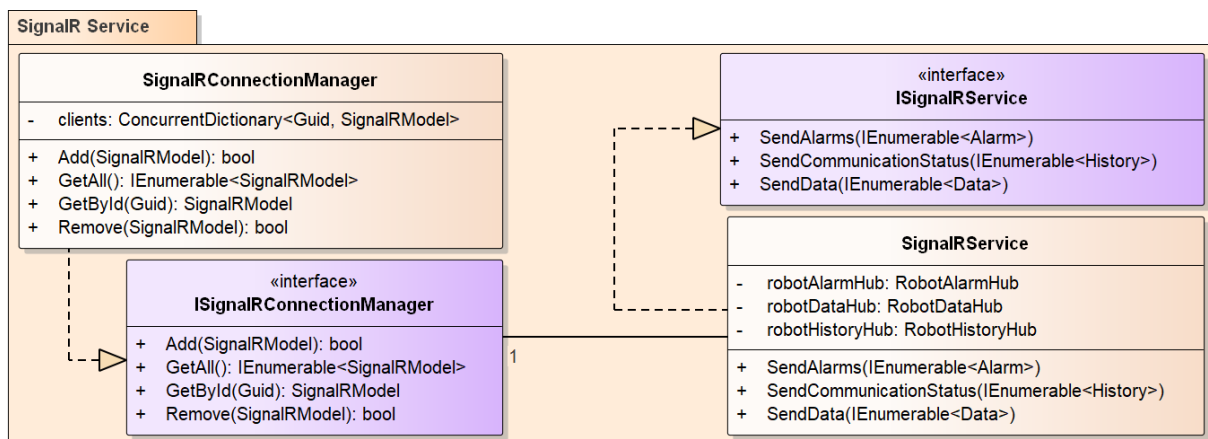 SignalR Service
SignalRConnectionManager
- clients: ConcurrentDictionary<Guid, SignalRModel>
+ Add(SignalRModel): bool
+ GetAll(): IEnumerable<SignalRModel>
+ GetById(Guid): SignalRModel
+ Remove(SignalRModel): bool
«interface»
ISignalRConnectionManager
+ Add(SignalRModel): bool
+ GetAll(): IEnumerable<SignalRModel>
+ GetById(Guid): SignalRModel
+ Remove(SignalRModel): bool
1
«interface»
ISignalRService
+ SendAlarms(IEnumerable<Alarm>)
+ SendCommunicationStatus(IEnumerable<History>)
+ SendData(IEnumerable<Data>)
SignalRService
- robotAlarmHub: RobotAlarmHub
- robotDataHub: RobotDataHub
- robotHistoryHub: RobotHistoryHub
+ SendAlarms(IEnumerable<Alarm>)
+ SendCommunicationStatus(IEnumerable<History>)
+ SendData(IEnumerable<Data>)